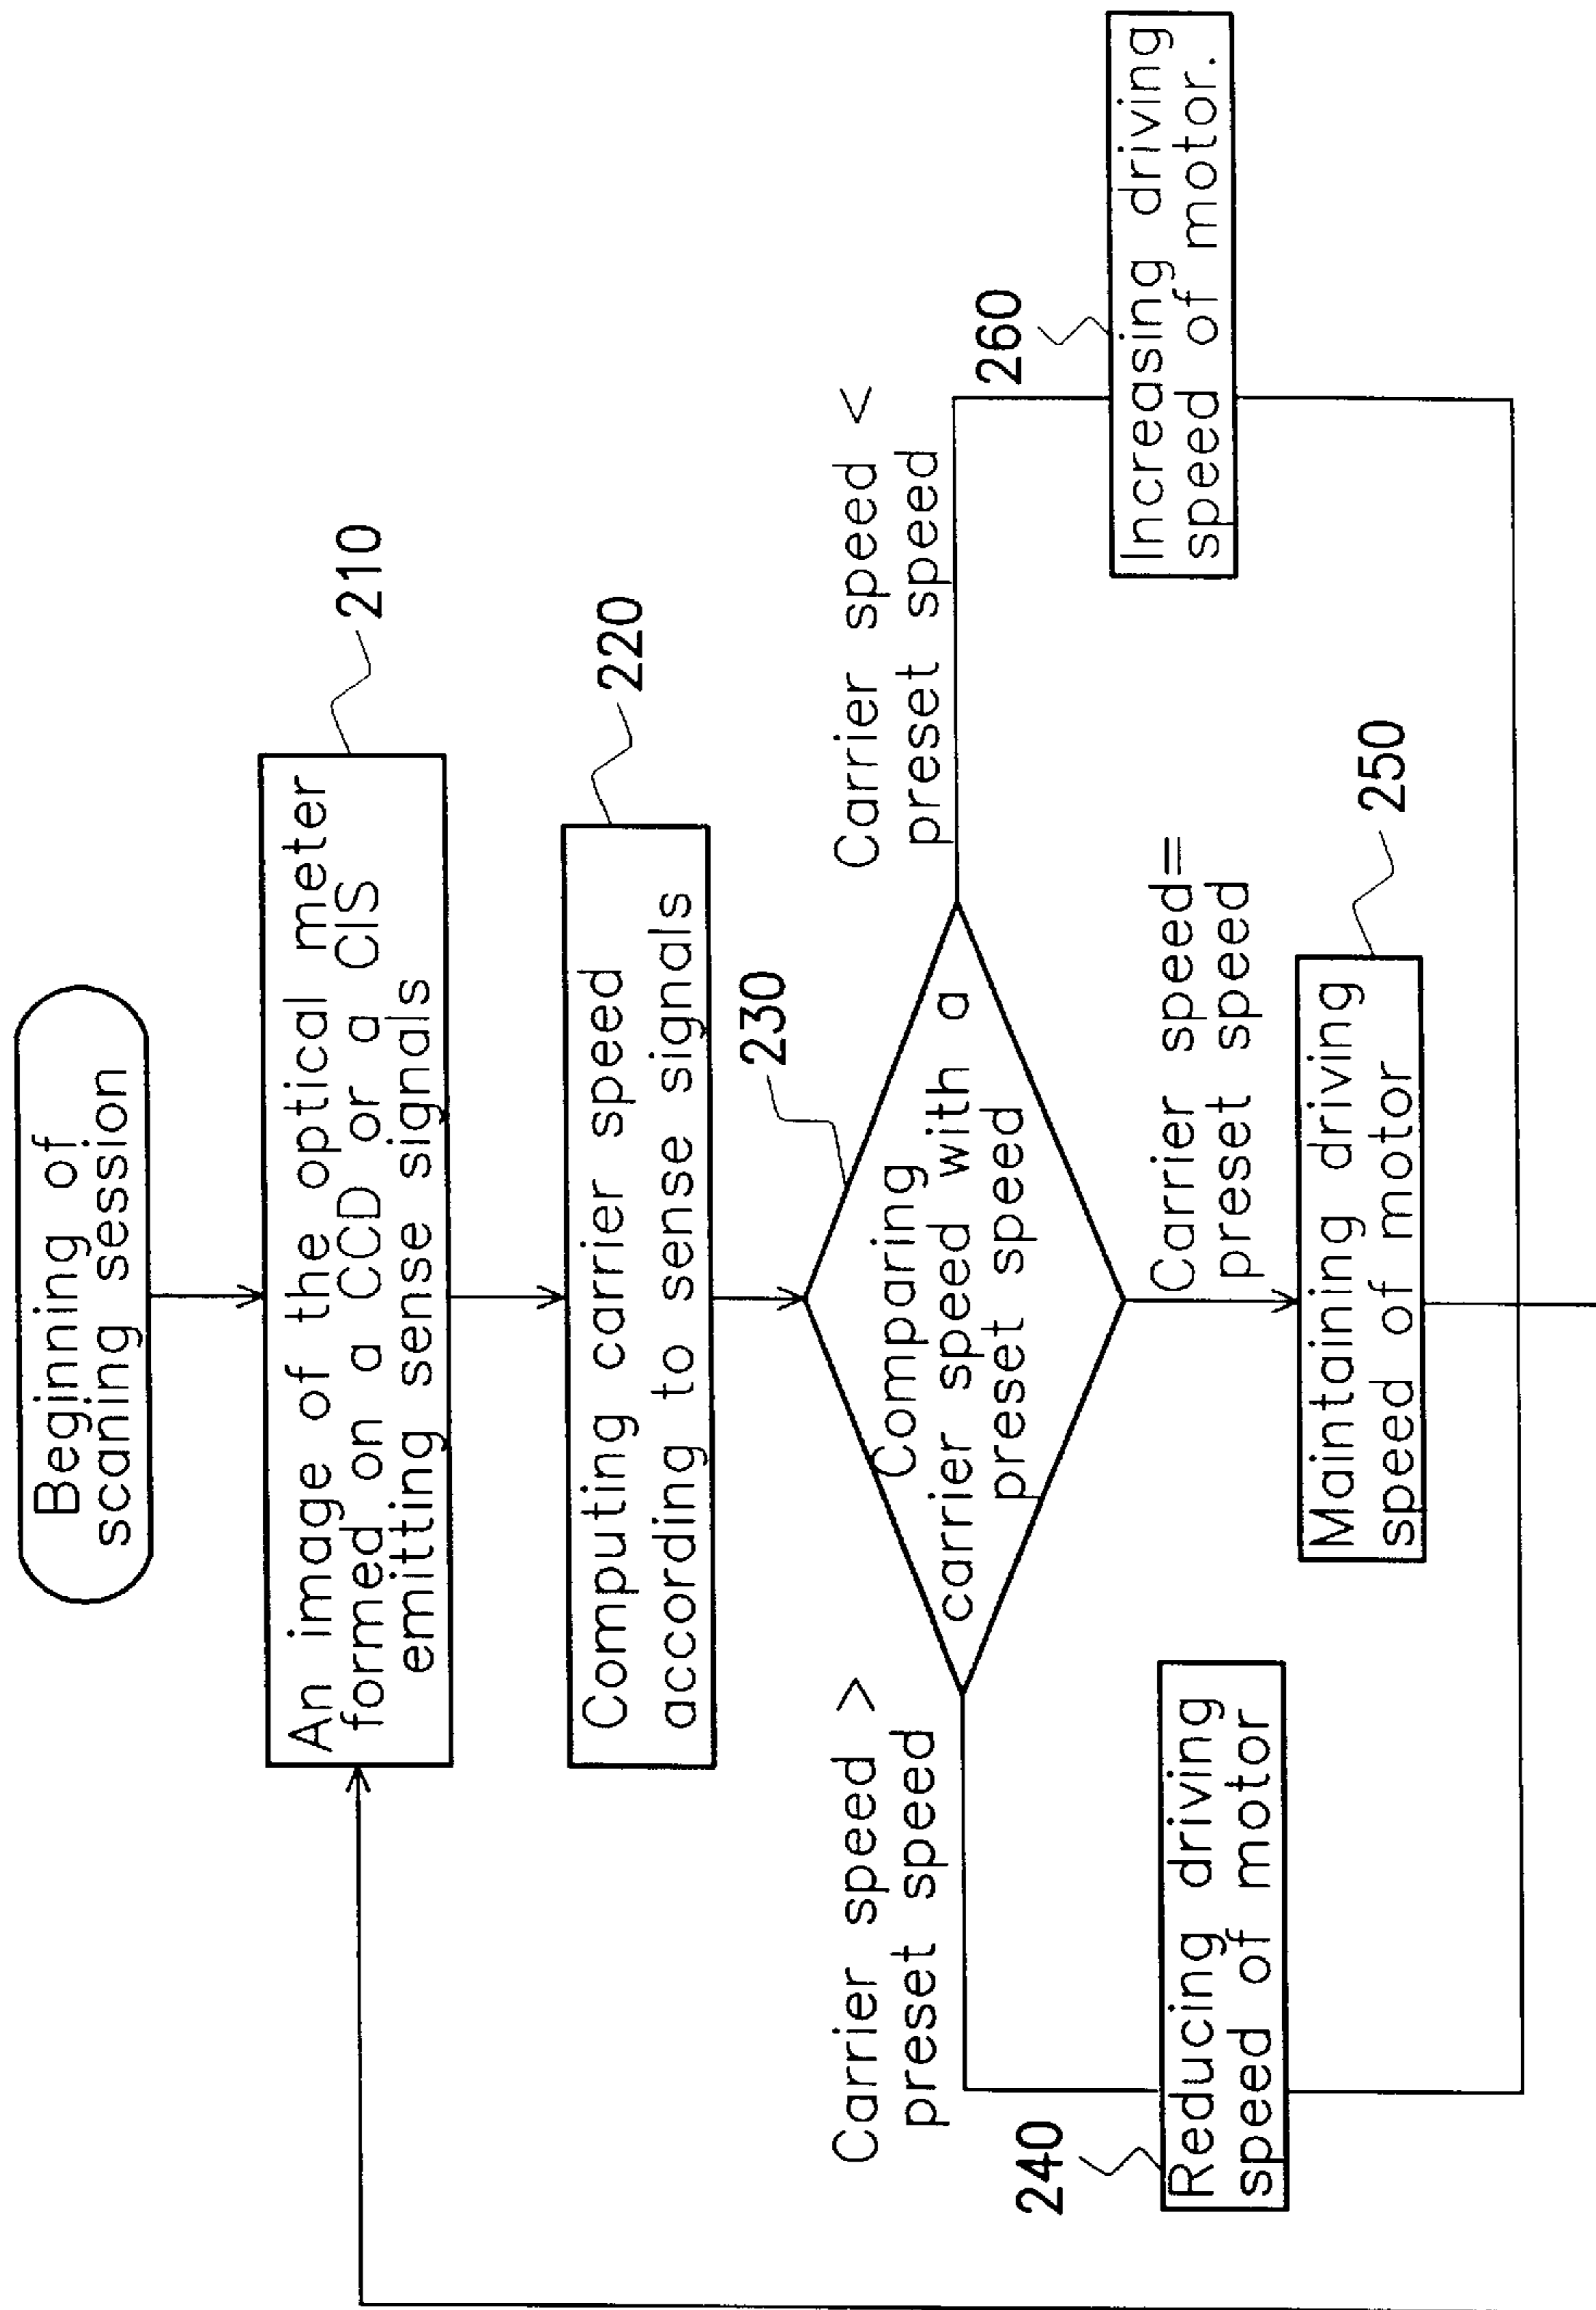 Beginning of
scaning session
An image of the optical meter
formed on a CCD or a CIS
emitting sense signals
210
Computing carrier speed
according to sense signals
220
230
Comparing
carrier speed with a
preset speed
Carrier speed >
preset speed
Carrier speed <
preset speed
Carrier speed=
preset speed
240
Reducing driving
speed of motor
Maintaining driving
speed of motor
250
260
Increasing driving
speed of motor.